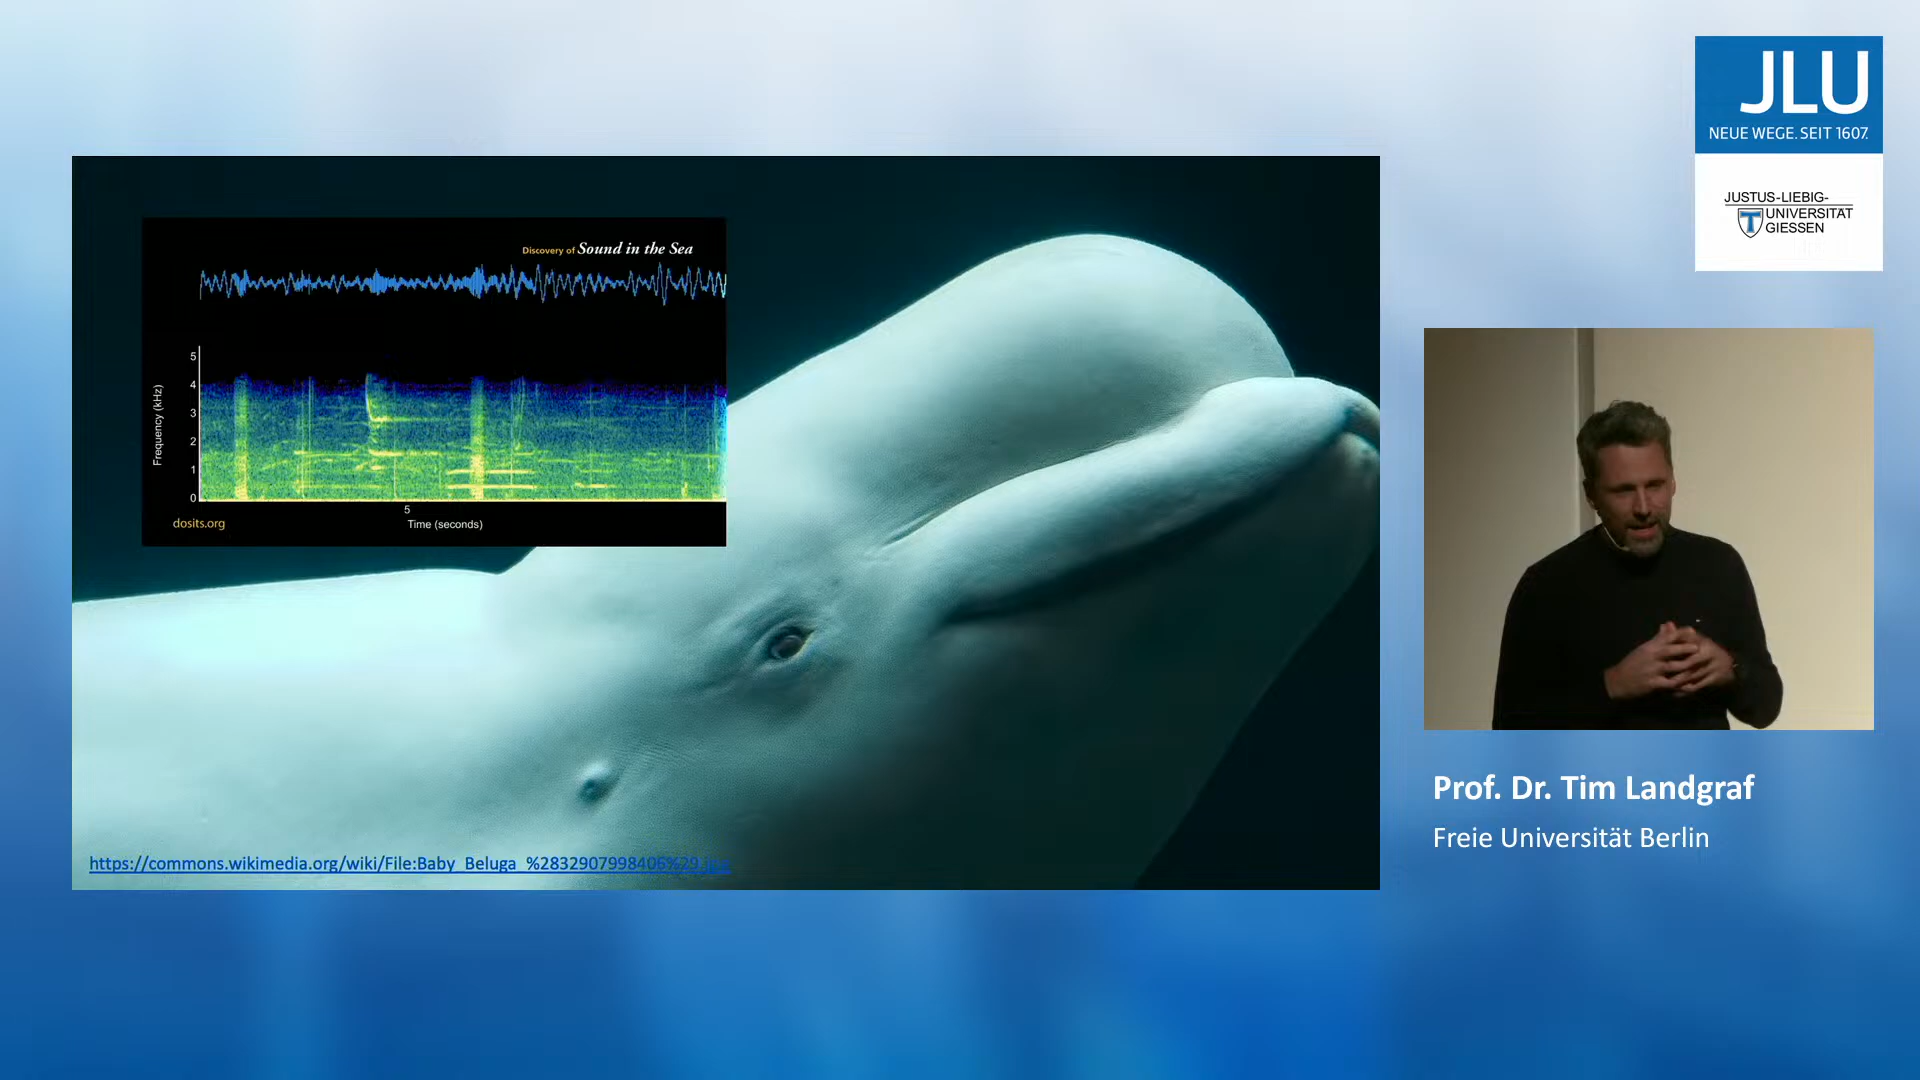 JLU
NEUE WEGE. SEIT 1607.
JUSTUS-LIEBIG-
UNIVERSITÄT
GIESSEN
Discovery of Sound in the Sea
5
4
3
2
1
0
Frequency (kHz)
5
Time (seconds)
dosits.org
https://commons.wikimedia.org/wiki/File:Baby_Beluga_%2832907998406%29.jpg
Prof. Dr. Tim Landgraf
Freie Universität Berlin